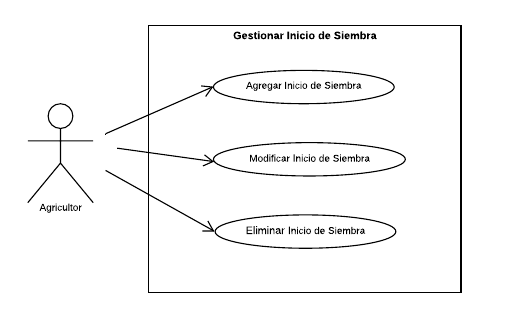 Gestionar Inicio de Siembra
Agregar Inicio de Siembra
Modificar Inicio de Siembra
Agricultor
Eliminar Inicio de Siembra